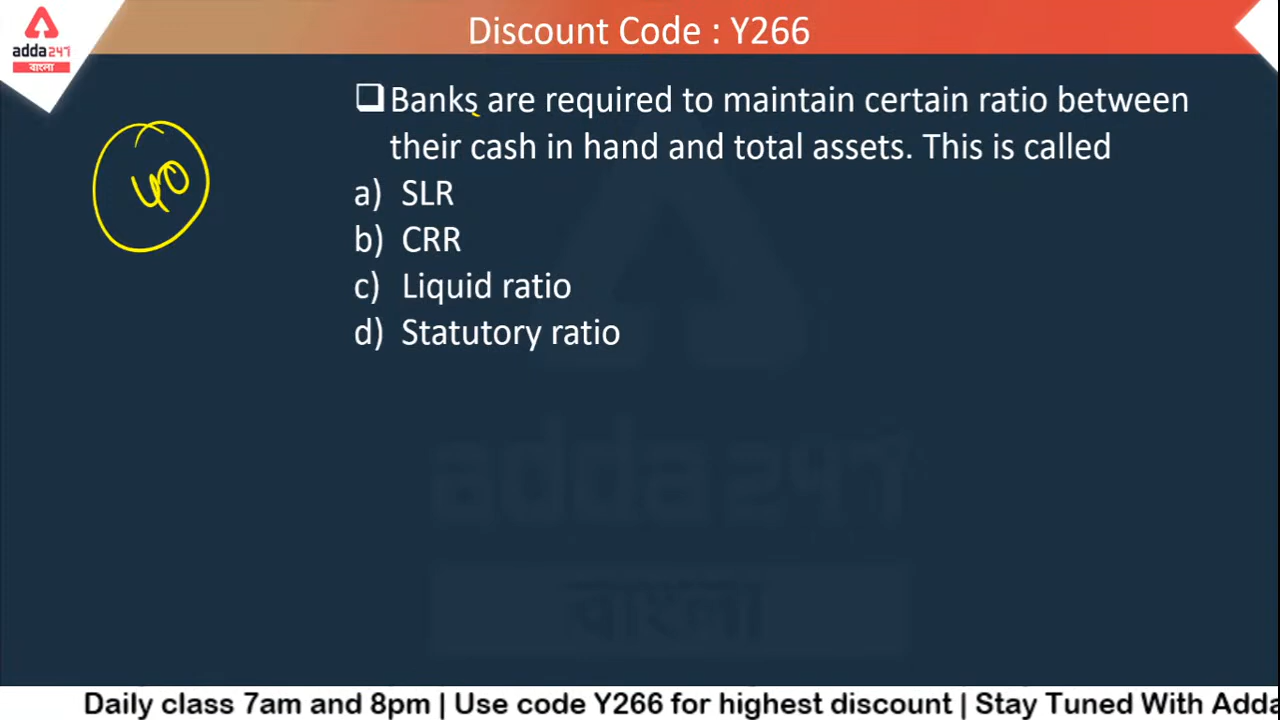 adda247
বাংলা
Discount Code : Y266
Banks are required to maintain certain ratio between
their cash in hand and total assets. This is called
a) SLR
b) CRR
c) Liquid ratio
d) Statutory ratio
40
adda247
বাংলা
Daily class 7am and 8pm | Use code Y266 for highest discount | Stay Tuned With Adda